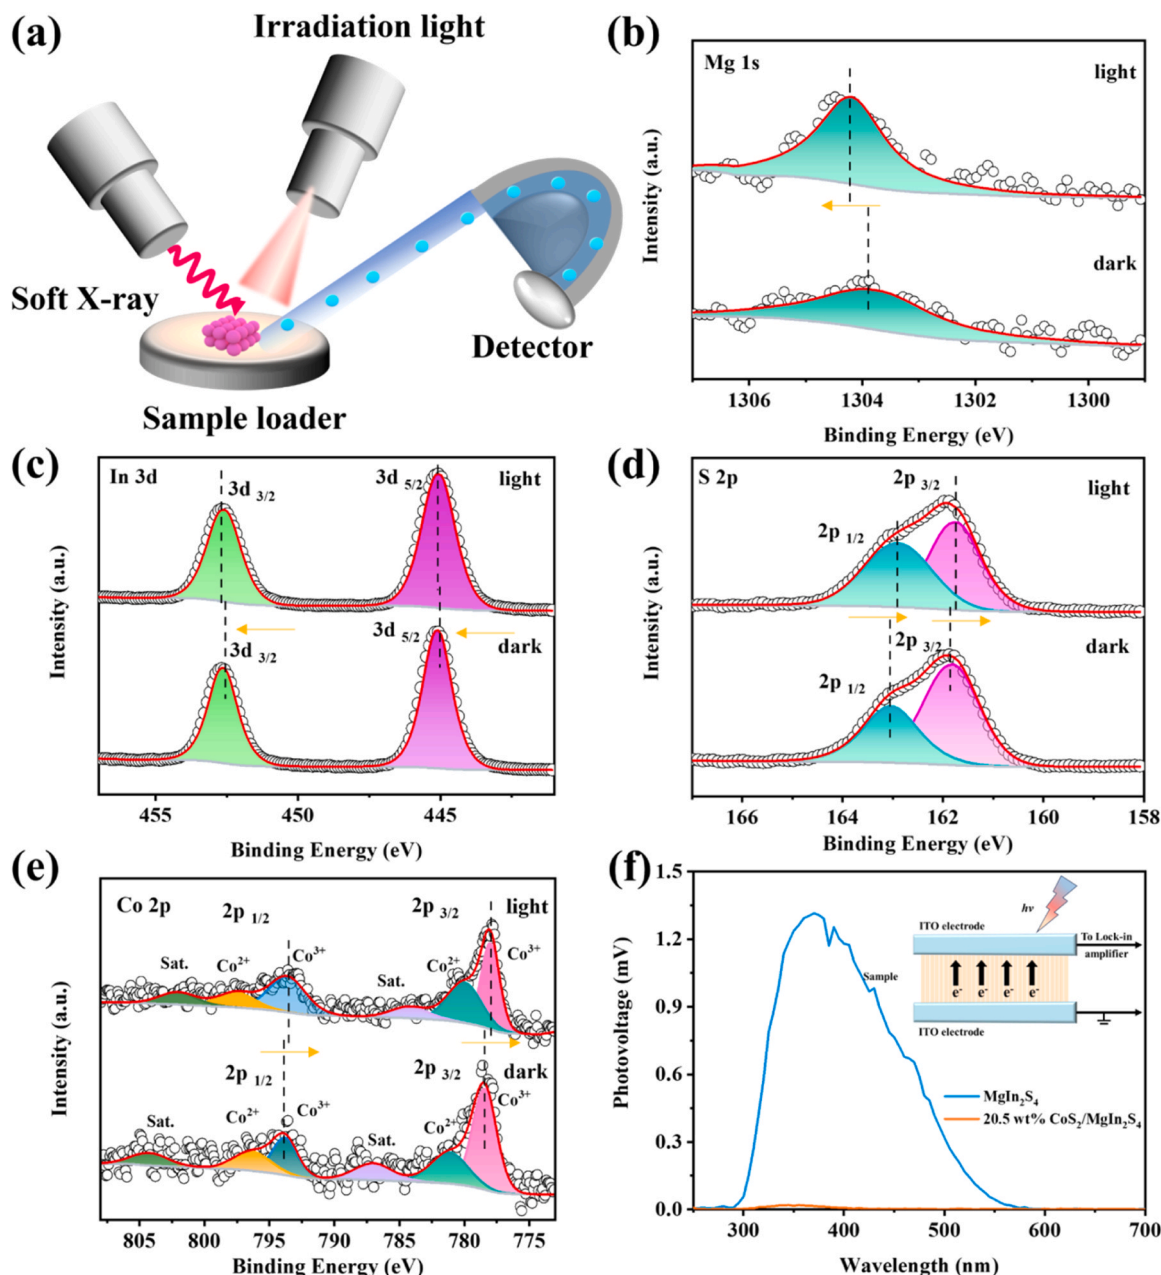 (a)
Irradiation light
Soft X-ray
Detector
Sample loader
(b)
Mg 1s
light
dark
Intensity (a.u.)
1306 1304 1302 1300
Binding Energy (eV)
(c)
In 3d
3d 3/2
3d 5/2
light
3d 3/2
3d 5/2
dark
Intensity (a.u.)
455 450 445
Binding Energy (eV)
(d)
S 2p
2p 3/2
light
2p 1/2
2p 3/2
dark
2p 1/2
Intensity (a.u.)
166 164 162 160 158
Binding Energy (eV)
(e)
Co 2p
2p 1/2
2p 3/2
light
Sat.
Co2+
Co3+
Sat.
Co2+
Co3+
2p 1/2
2p 3/2
dark
Sat.
Co2+
Co3+
Sat.
Co2+
Co3+
Intensity (a.u.)
805 800 795 790 785 780 775
Binding Energy (eV)
(f)
1.5
1.2
0.9
0.6
0.3
0.0
Photovoltage (mV)
hv
ITO electrode
To Lock-in
amplifier
Sample
e- e- e- e-
ITO electrode
MgIn2S4
20.5 wt% CoS2/MgIn2S4
300 400 500 600 700
Wavelength (nm)